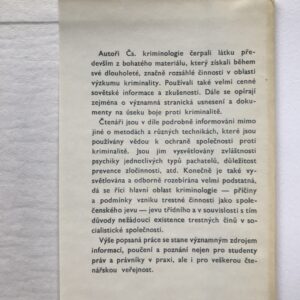 Autoři Čs. kriminologie čerpali látku pře-
devším z bohatého materiálu, který získali během
své dlouholeté, značně rozsáhlé činnosti v oblasti
výzkumu kriminality. Používali také velmi cenné
sovětské informace a zkušenosti. Dále se opírají
zejména o významná stranická usnesení a doku-
menty na úseku boje proti kriminalitě.
Čtenáři jsou v díle podrobně informováni mimo
jiné o metodách a různých technikách, které jsou
používány vědou k ochraně společnosti proti
kriminalitě. Jsou jim vysvětlovány zvláštnosti
psychiky jednotlivých typů pachatelů, důležitost
prevence zločinnosti, atd. Konečně je také vy-
světlována a odborně rozebírána velmi podstatná,
dá se říci hlavní oblast kriminologie — příčiny
a podmínky vzniku trestné činnosti jako spole-
čenského jevu — jevu třídního a v souvislosti s tím
důvody nežádoucí existence trestných činů v so-
cialistické společnosti.
Výše popsaná práce se stane významným zdrojem
informací, poučení a poznání nejen pro studenty
práv a právníky v praxi, ale i pro veškerou čte-
nářskou veřejnost.